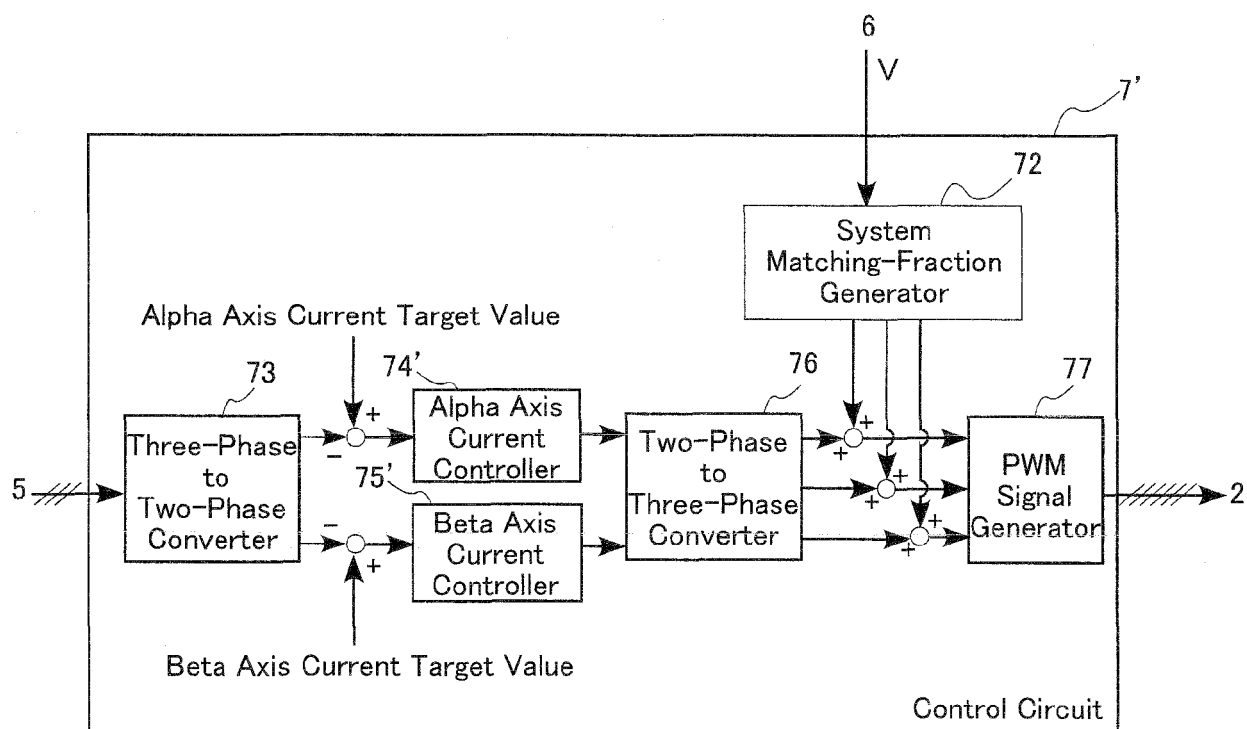 6
V
7'
72
System
Matching-Fraction
Generator
Alpha Axis Current Target Value
73
74'
76
77
+
Three-Phase
to
Two-Phase
Converter
−
Alpha Axis
Current
Controller
Two-Phase
to
Three-Phase
Converter
+
+
+
+
+
+
PWM
Signal
Generator
5
2
75'
−
+
Beta Axis
Current
Controller
Beta Axis Current Target Value
Control Circuit